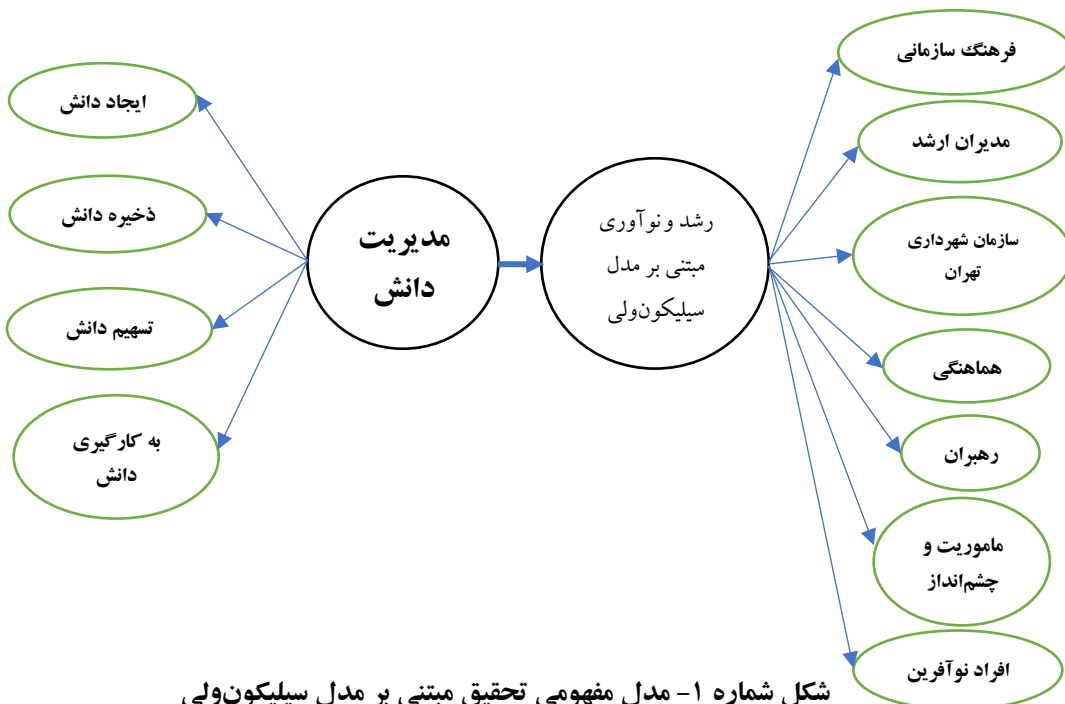 فرهنگ سازمانی
مدیران ارشد
سازمان شهرداری
تهران
هماهنگی
رهبران
ماموریت و
چشم‌انداز
افراد نوآفرین
رشد و نوآوری
مبتنی بر مدل
سیلیکون‌ولی
مدیریت
دانش
ایجاد دانش
ذخیره دانش
تسهیم دانش
به کارگیری
دانش
شکل شماره ۱- مدل مفهومی تحقیق مبتنی بر مدل سیلیکون‌ولی